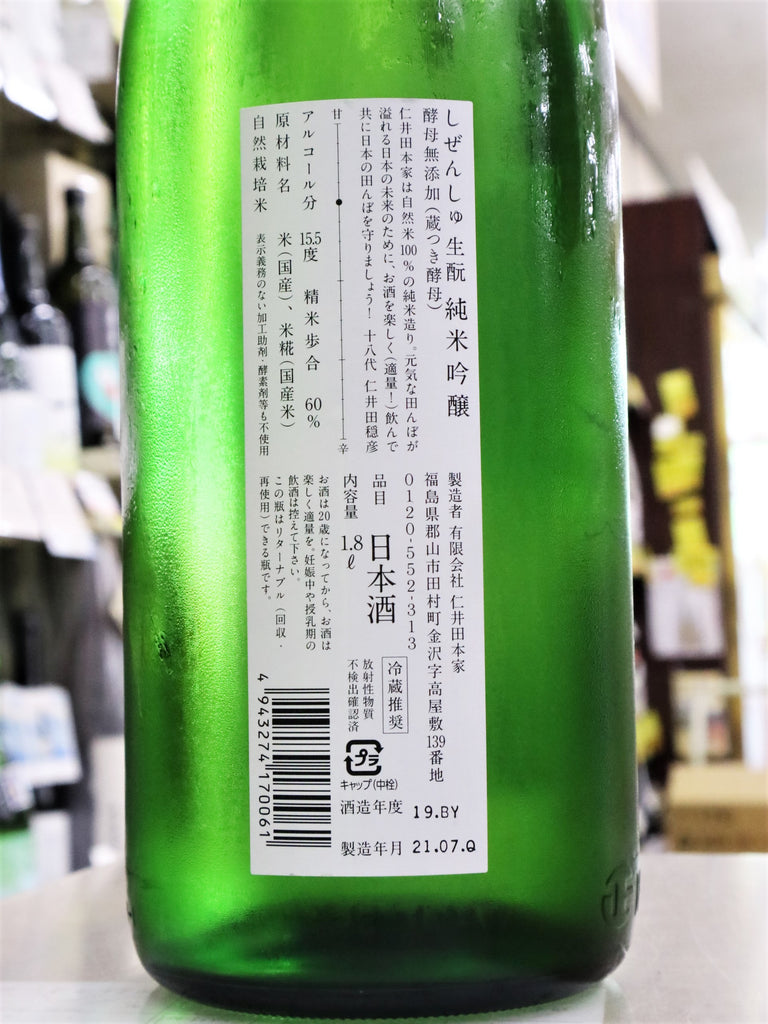 しぜんしゅ 生酛 純米吟醸
酵母無添加(蔵つき酵母)
仁井田本家は自然米100%の純米造り。元気な田んぼが
溢れる日本の未来のために、お酒を楽しく(適量!)飲んで
共に日本の田んぼを守りましょう! 十八代 仁井田穏彦
甘 辛
アルコール分 15.5度 精米歩合 60%
原材料名 米(国産)、米糀(国産米)
自然栽培米 表示義務のない加工助剤・酵素剤等も不使用
製造者 有限会社 仁井田本家
福島県郡山市田村町金沢字高屋敷139番地
0120-552-313
品目 日本酒
冷蔵推奨
内容量 1.8ℓ
放射性物質
不検出確認済
お酒は20歳になってから、お酒は
楽しく適量を。妊娠中や授乳期の
飲酒は控えて下さい。
この瓶はリターナブル(回収・
再使用)できる瓶です。
プラ
キャップ(中栓)
酒造年度 19.BY
製造年月 21.07.Q
4943274170061